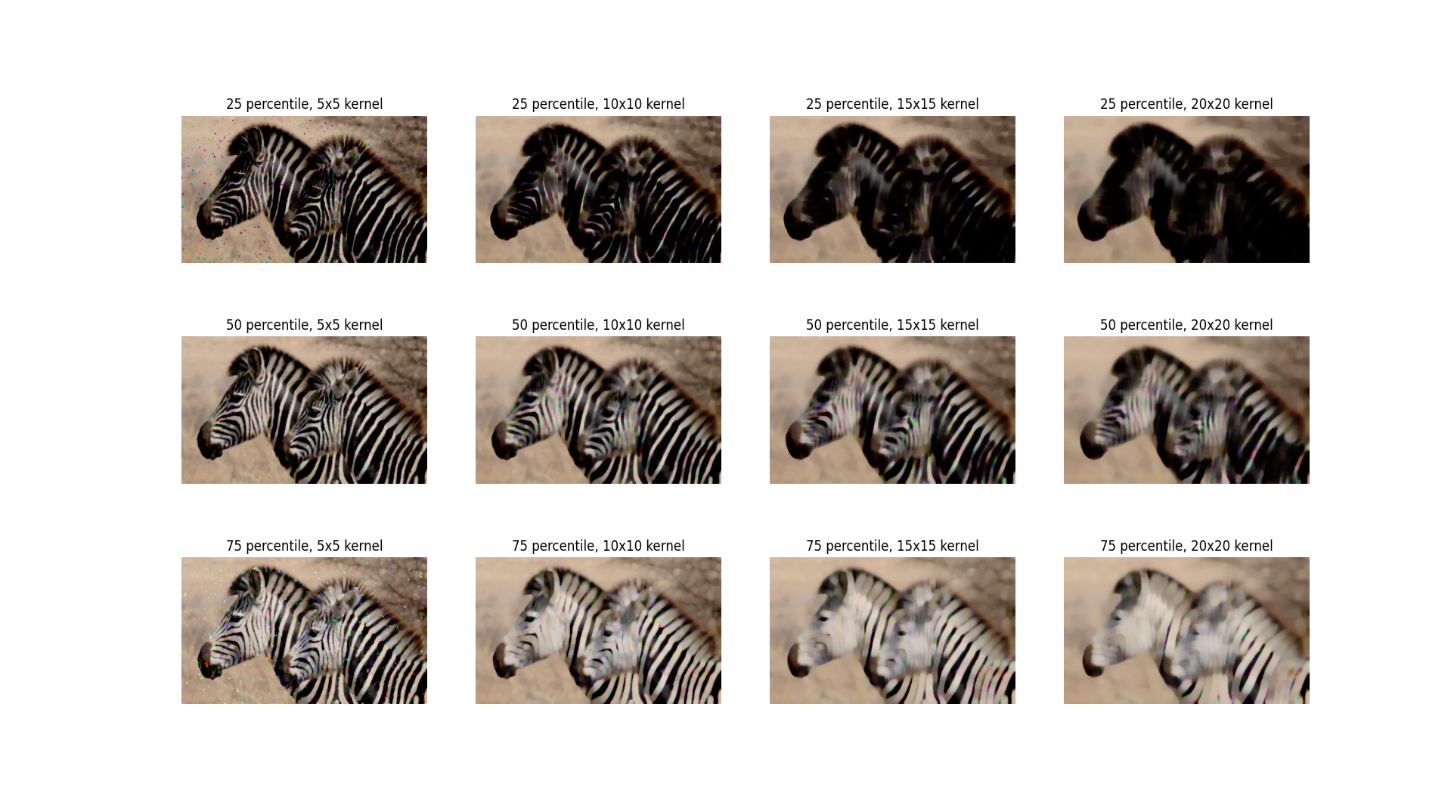 25 percentile, 5x5 kernel
25 percentile, 10x10 kernel
25 percentile, 15x15 kernel
25 percentile, 20x20 kernel
50 percentile, 5x5 kernel
50 percentile, 10x10 kernel
50 percentile, 15x15 kernel
50 percentile, 20x20 kernel
75 percentile, 5x5 kernel
75 percentile, 10x10 kernel
75 percentile, 15x15 kernel
75 percentile, 20x20 kernel